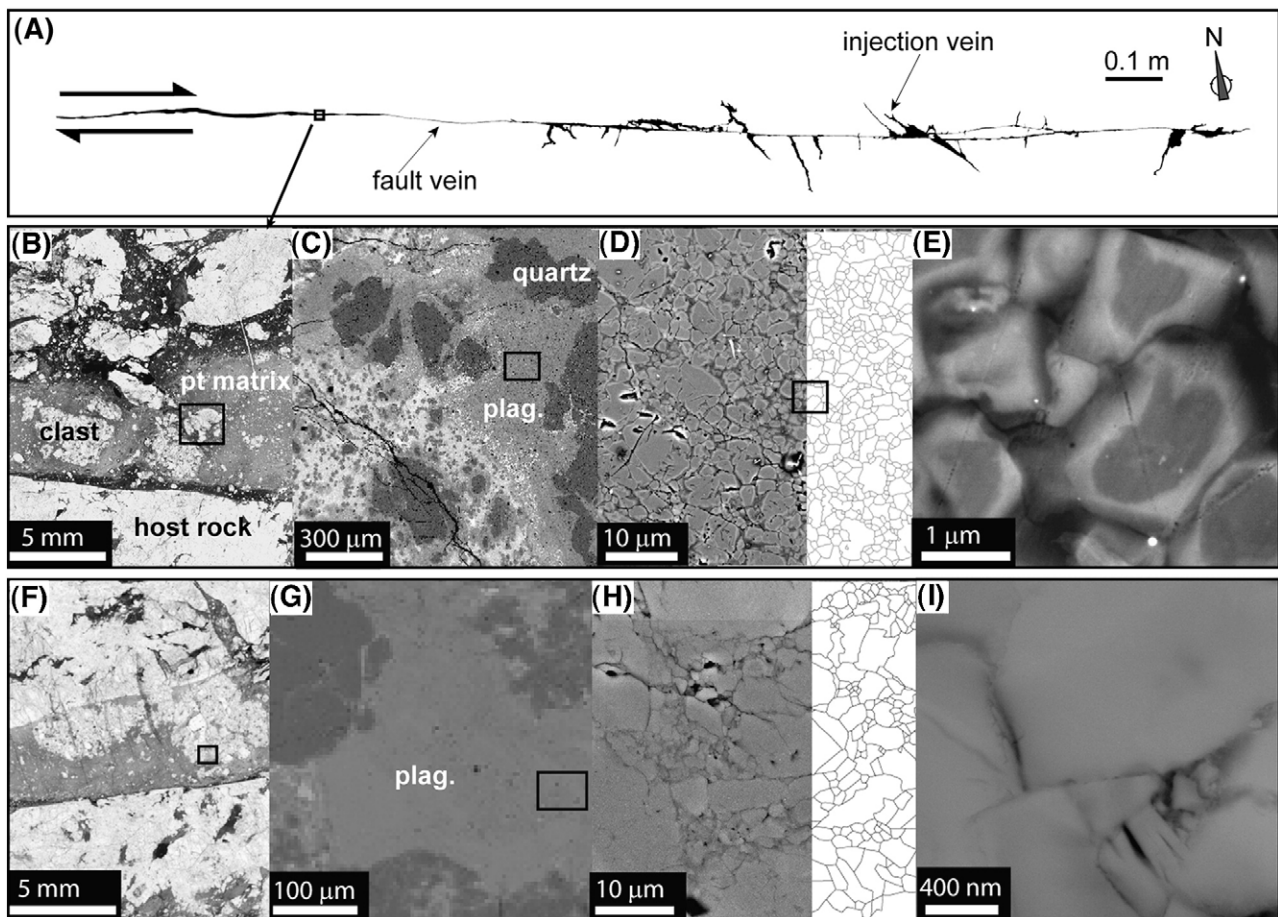 (A)
injection vein
N
0.1 m
fault vein
(B)
(C)
(D)
(E)
quartz
pt matrix
plag.
clast
host rock
5 mm
300 μm
10 μm
1 μm
(F)
(G)
(H)
(I)
plag.
5 mm
100 μm
10 μm
400 nm